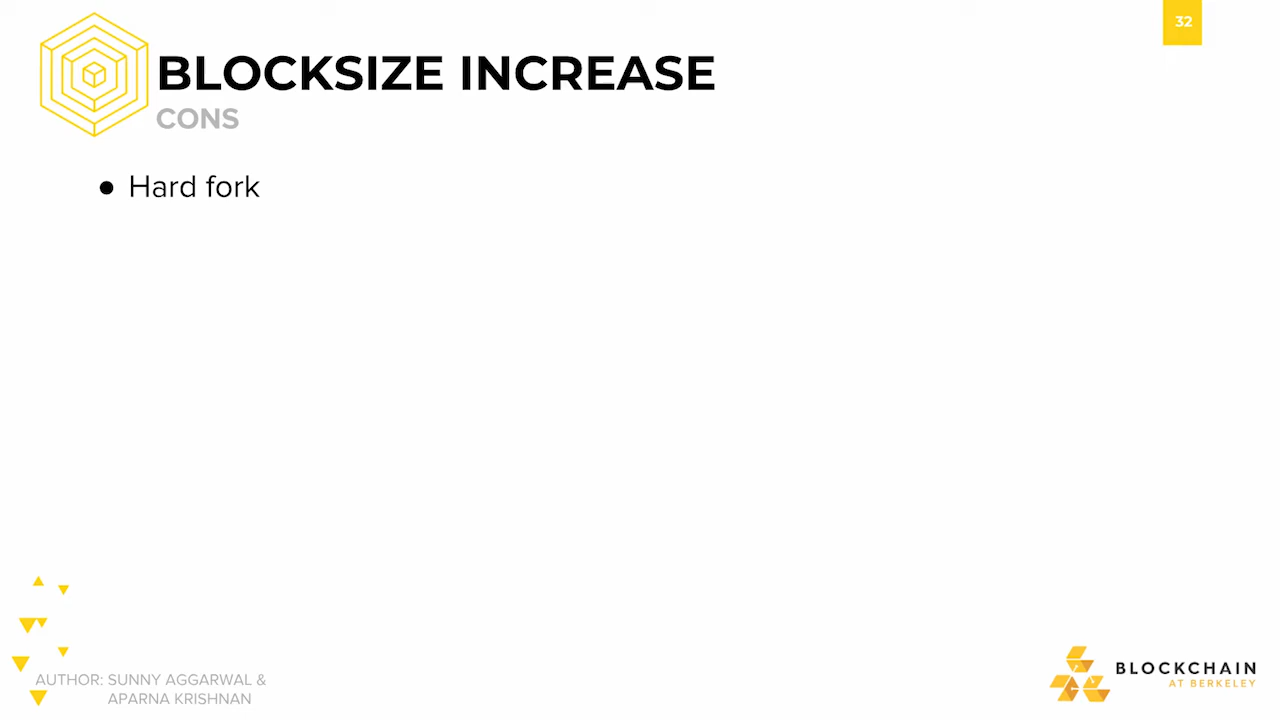 32
BLOCKSIZE INCREASE
CONS
● Hard fork
AUTHOR: SUNNY AGGARWAL &
APARNA KRISHNAN
BLOCKCHAIN
AT BERKELEY